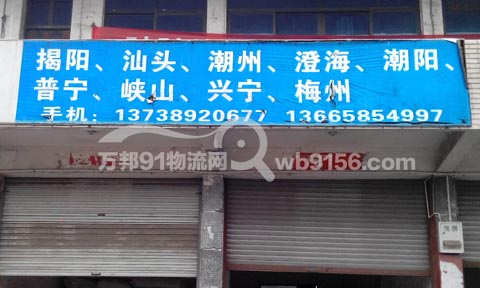 揭阳、汕头、潮州、澄海、潮阳、
普宁、峡山、兴宁、梅州
手机：13738920677 13665854997
万邦91物流网 wb9156.com